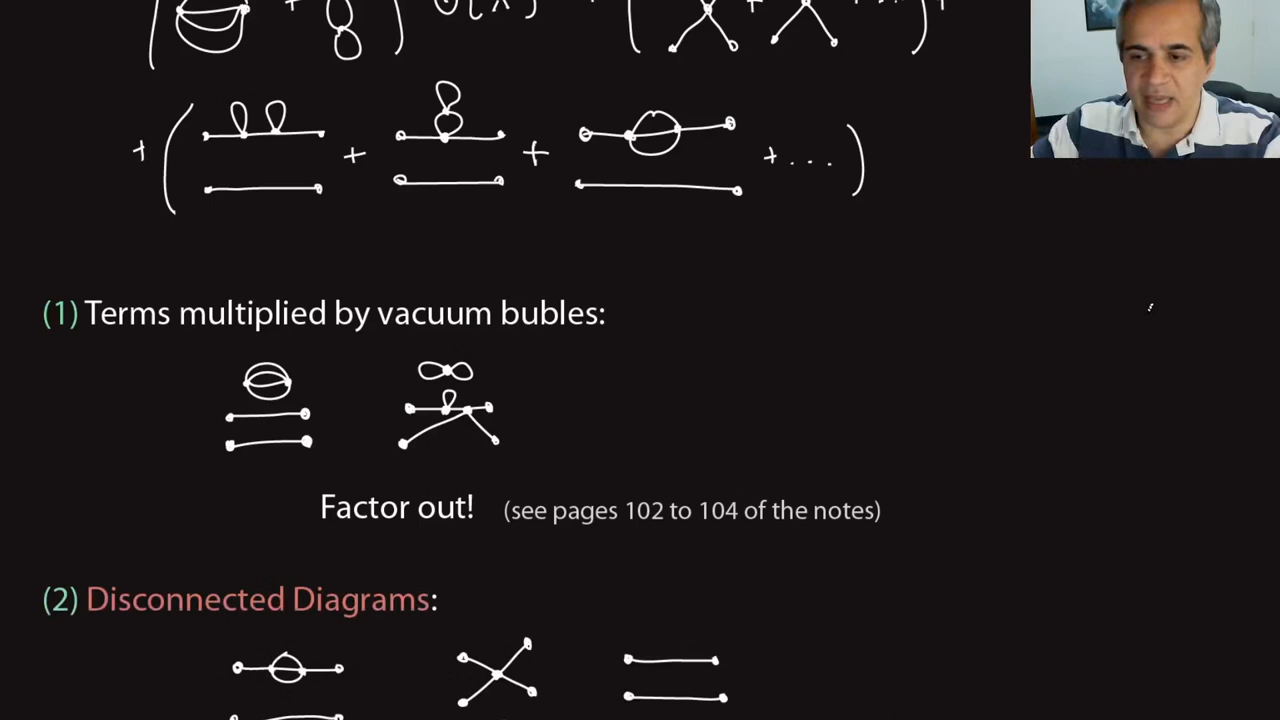 + O(λ
+ + ... +
+ ( + + + ... )
(1) Terms multiplied by vacuum bubles:
Factor out! (see pages 102 to 104 of the notes)
(2) Disconnected Diagrams: